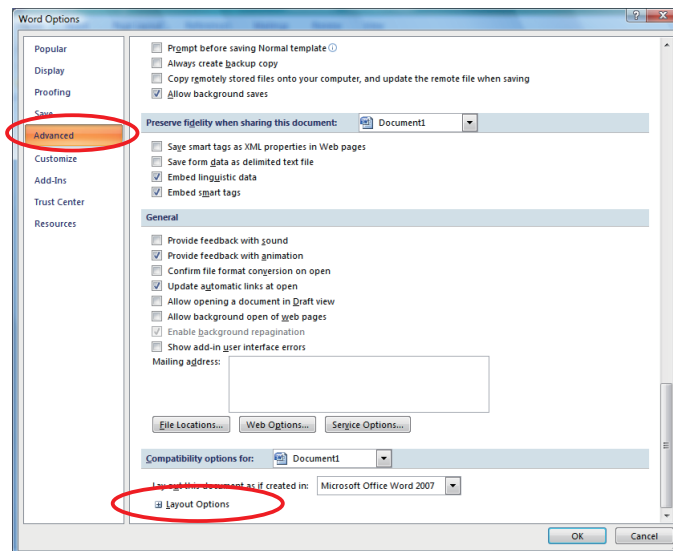 Word Options
Popular
Display
Proofing
Save
Advanced
Customize
Add-Ins
Trust Center
Resources
Prompt before saving Normal template
Always create backup copy
Copy remotely stored files onto your computer, and update the remote file when saving
Allow background saves
Preserve fidelity when sharing this document: Document1
Save smart tags as XML properties in Web pages
Save form data as delimited text file
Embed linguistic data
Embed smart tags
General
Provide feedback with sound
Provide feedback with animation
Confirm file format conversion on open
Update automatic links at open
Allow opening a document in Draft view
Allow background open of web pages
Enable background repagination
Show add-in user interface errors
Mailing address:
File Locations... Web Options... Service Options...
Compatibility options for: Document1
Lay out this document as if created in: Microsoft Office Word 2007
Layout Options
OK Cancel